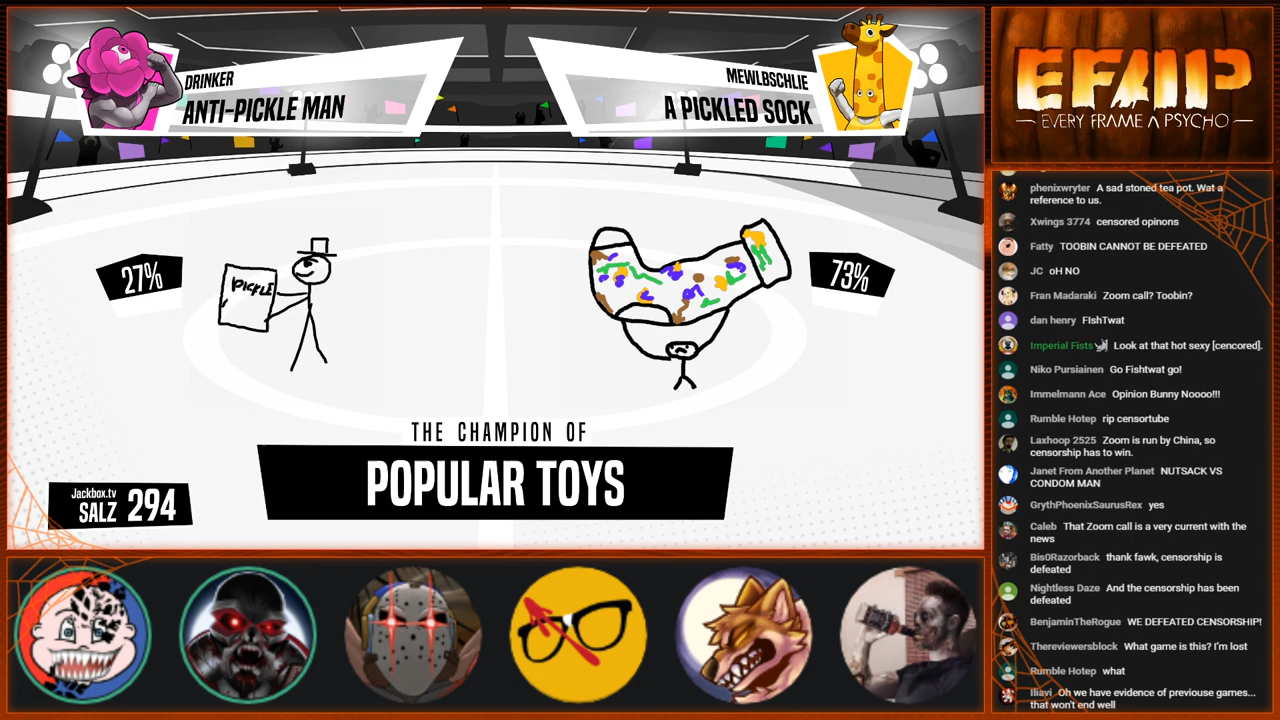 DRINKER
ANTI-PICKLE MAN
MEWLBSCHLIE
A PICKLED SOCK
27%
PICKLE
73%
THE CHAMPION OF
POPULAR TOYS
Jackbox.tv
SALZ 294
EFAP
EVERY FRAME A PSYCHO
phenixwryter A sad stoned tea pot. Wat a
reference to us.
Xwings 3774 censored opinons
Fatty TOOBIN CANNOT BE DEFEATED
JC oH NO
Fran Madaraki Zoom call? Toobin?
dan henry FIshTwat
Imperial Fists Look at that hot sexy [cencored].
Niko Pursiainen Go Fishtwat go!
Immelmann Ace Opinion Bunny Noooo!!!
Rumble Hotep rip censortube
Laxhoop 2525 Zoom is run by China, so
censorship has to win.
Janet From Another Planet NUTSACK VS
CONDOM MAN
GrythPhoenixSaurusRex yes
Caleb That Zoom call is a very current with the
news
Bis0Razorback thank fawk, censorship is
defeated
Nightless Daze And the censorship has been
defeated
BenjaminTheRogue WE DEFEATED CENSORSHIP!
Thereviewersblock What game is this? I'm lost
Rumble Hotep what
Iliavi Oh we have evidence of previouse games...
that won't end well